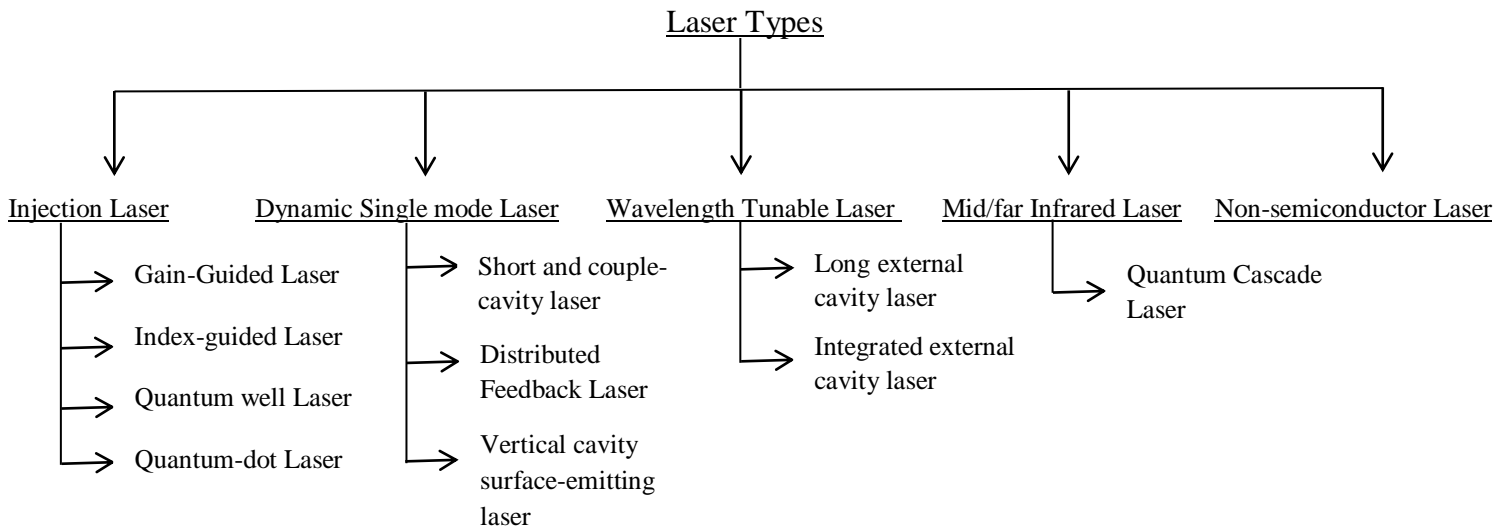 Laser Types
Injection Laser
Dynamic Single mode Laser
Wavelength Tunable Laser
Mid/far Infrared Laser
Non-semiconductor Laser
Gain-Guided Laser
Index-guided Laser
Quantum well Laser
Quantum-dot Laser
Short and couple-
cavity laser
Distributed
Feedback Laser
Vertical cavity
surface-emitting
laser
Long external
cavity laser
Integrated external
cavity laser
Quantum Cascade
Laser